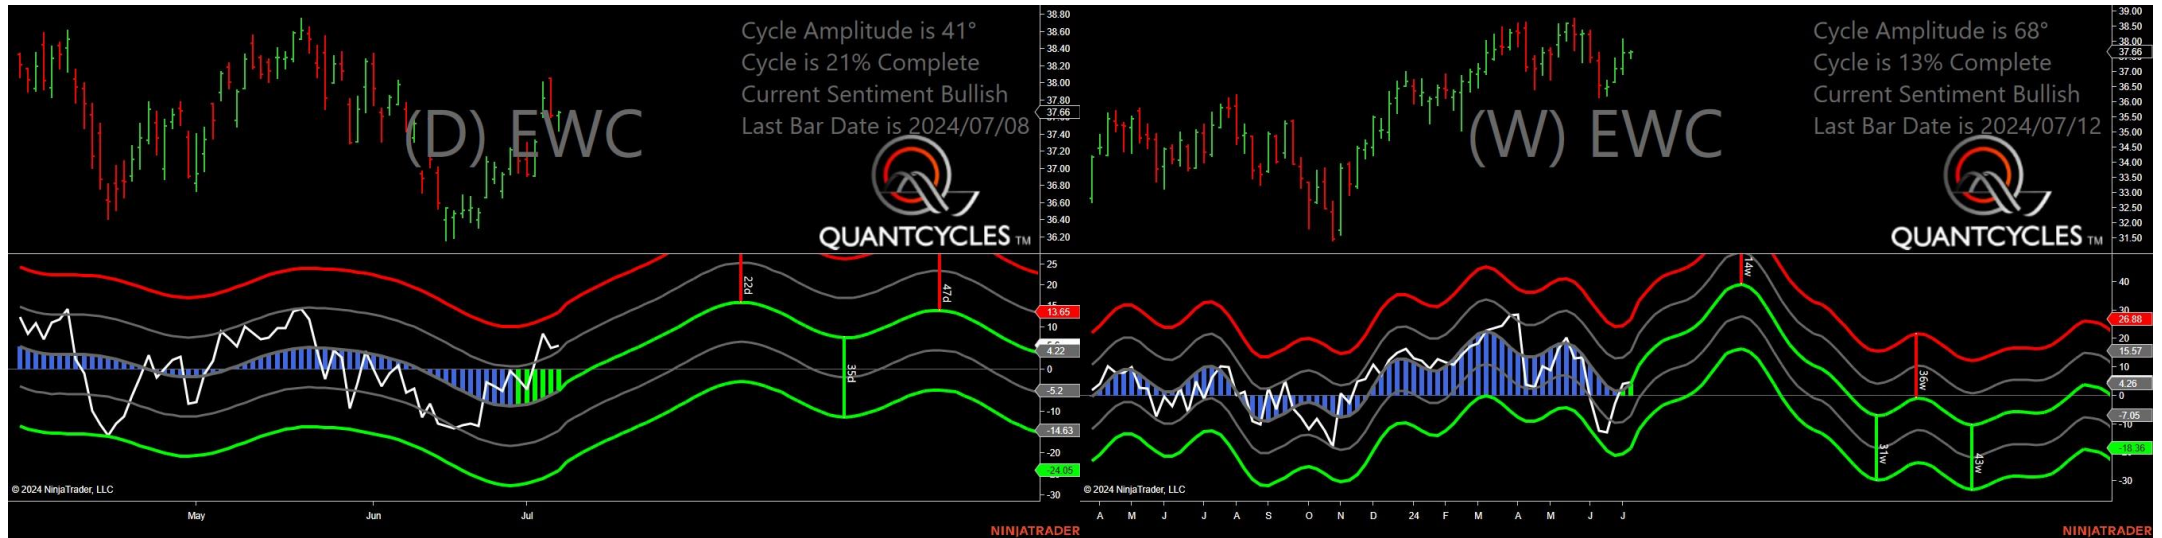 Cycle Amplitude is 41°
Cycle is 21% Complete
Current Sentiment Bullish
Last Bar Date is 2024/07/08
(D) EWC
QUANTCYCLES TM
38.80
38.60
38.40
38.20
38.00
37.80
37.66
37.40
37.20
37.00
36.80
36.60
36.40
36.20
22d
47d
35d
25
20
13.65
10
4.22
0
-5.2
-10
-14.63
-20
-24.05
-30
© 2024 NinjaTrader, LLC
May
Jun
Jul
NINJATRADER
Cycle Amplitude is 68°
Cycle is 13% Complete
Current Sentiment Bullish
Last Bar Date is 2024/07/12
(W) EWC
QUANTCYCLES TM
39.00
38.50
38.00
37.66
37.00
36.50
36.00
35.50
35.00
34.50
34.00
33.50
33.00
32.50
32.00
31.50
14w
36w
31w
43w
40
26.88
20
15.57
10
4.26
0
-7.05
-10
-18.36
-30
© 2024 NinjaTrader, LLC
A M J J A S O N D 24 F M A M J J
NINJATRADER